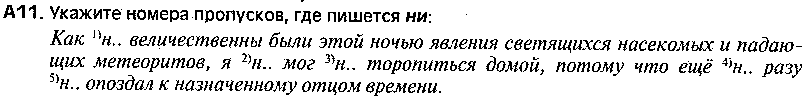 А11. Укажите номера пропусков, где пишется ни:
Как 1)н.. величественны были этой ночью явления светящихся насекомых и падаю-
щих метеоритов, я 2)н.. мог 3)н.. торопиться домой, потому что ещё 4)н.. разу
5)н.. опоздал к назначенному отцом времени.